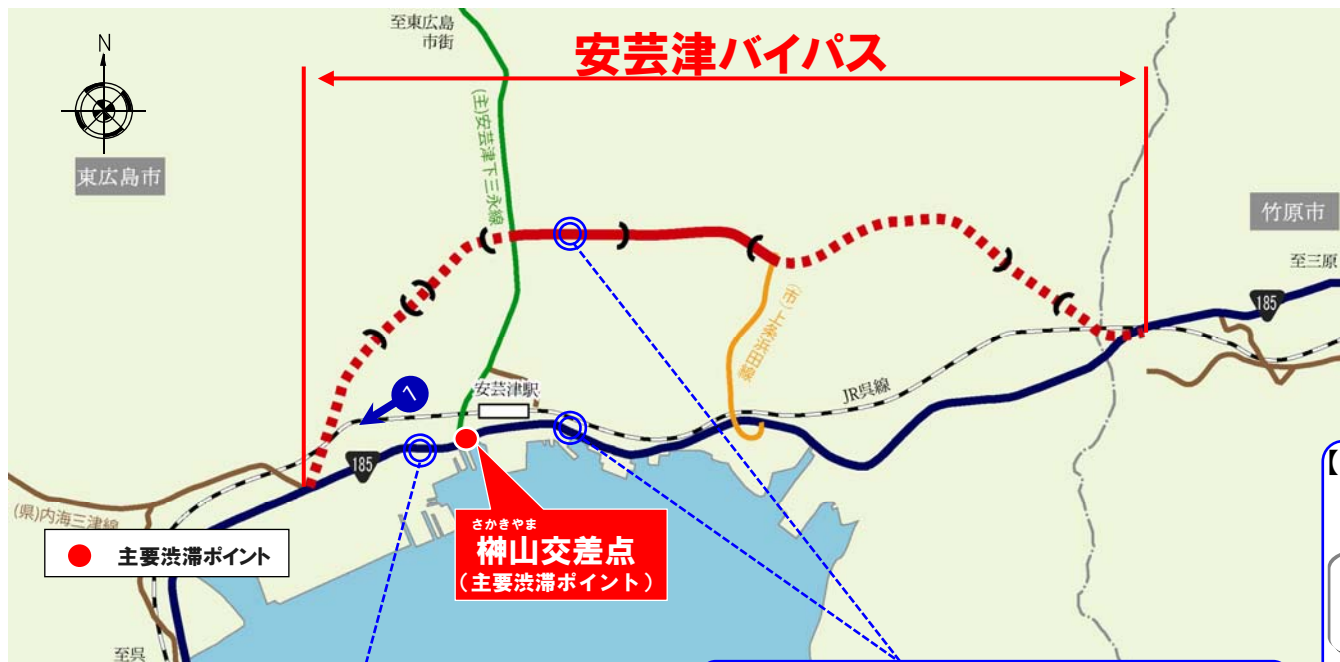 安芸津バイパス
至東広島
市街
N
東広島市
(主)安芸津下三永線
竹原市
至三原
185
(市)上条浜田線
安芸津駅
JR呉線
185
(県)内海三津線
主要渋滞ポイント
さかきやま
榊山交差点
(主要渋滞ポイント)
至呉
【